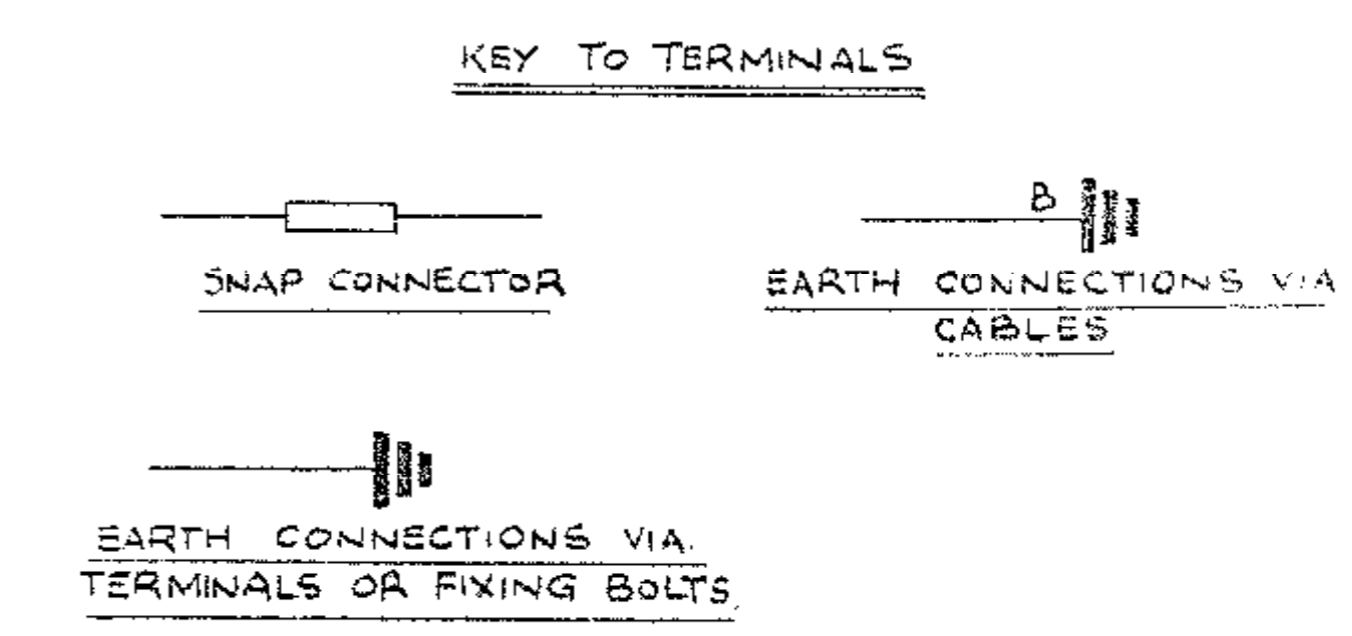 KEY TO TERMINALS
B
SNAP CONNECTOR
EARTH CONNECTIONS VIA
CABLES
EARTH CONNECTIONS VIA.
TERMINALS OR FIXING BOLTS